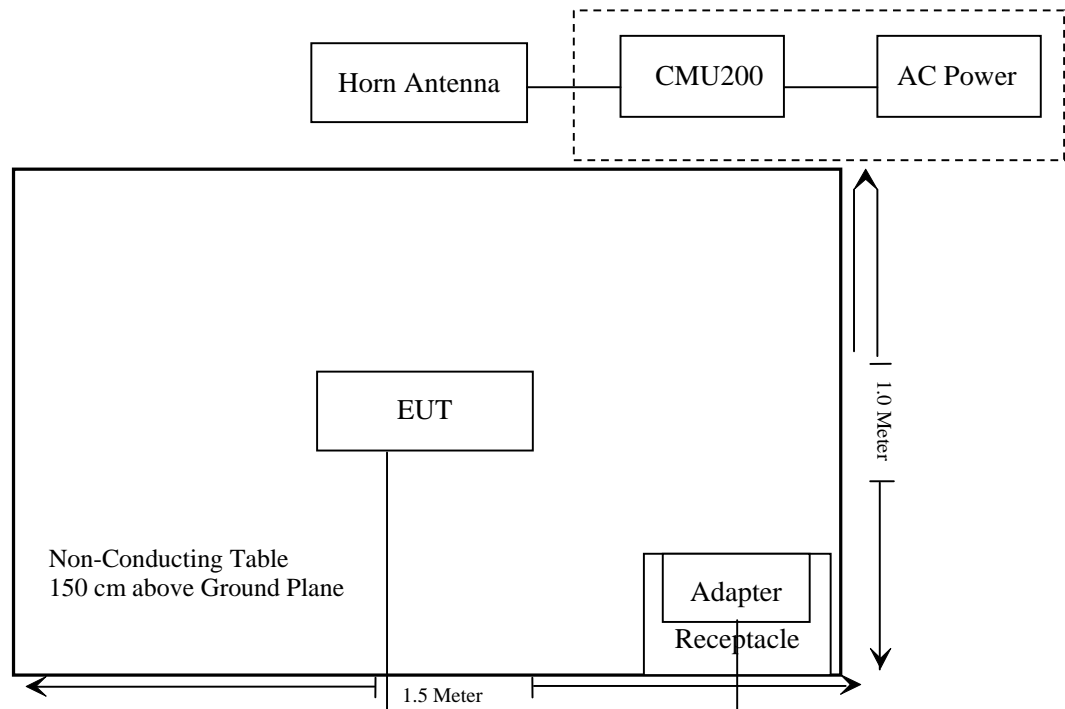 Horn Antenna
CMU200
AC Power
EUT
1.0 Meter
Non-Conducting Table
150 cm above Ground Plane
Adapter
Receptacle
1.5 Meter